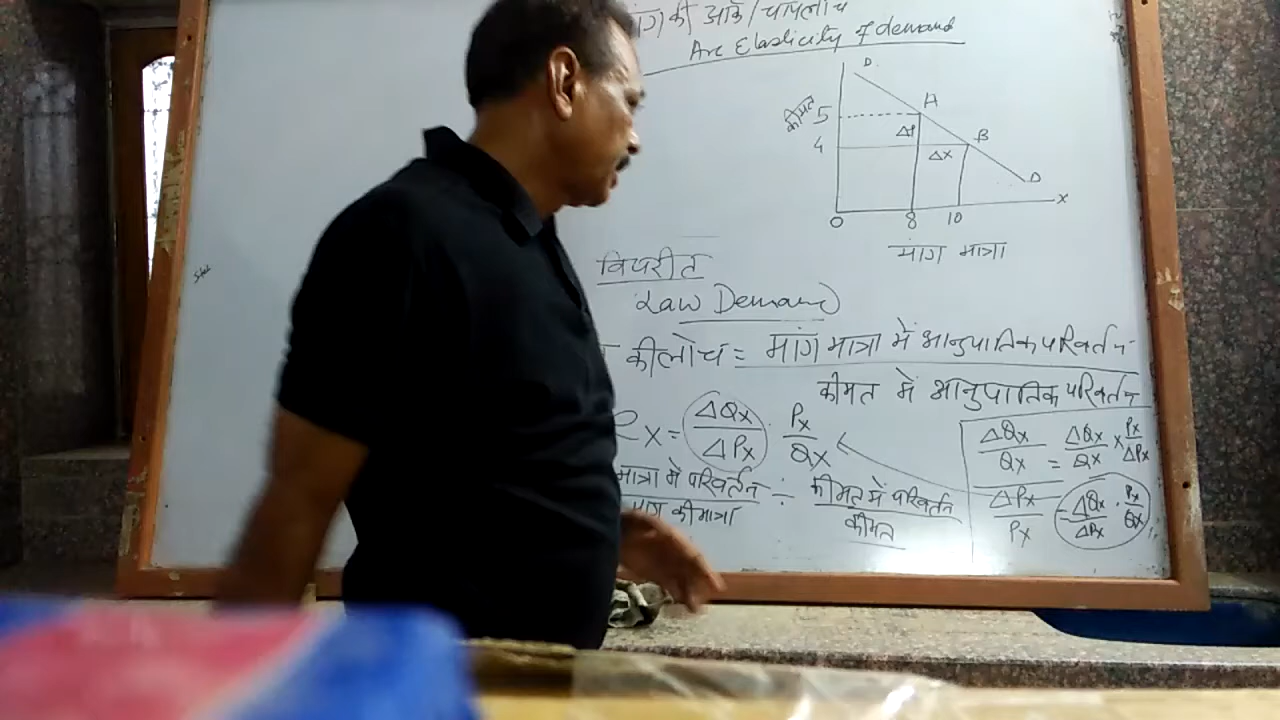 की आर्क/चापलोच
Arc Elasticity of demand
D
A
कीमत 5
ΔP
B
4
ΔX
D
0 8 10 X
मांग मात्रा
विपरीत
Law Demand
कीलोच = मांग मात्रा में आनुपातिक परिवर्तन
कीमत में आनुपातिक परिवर्तन
x = ΔQx/ΔPx · Px/Qx
मात्रा में परिवर्तन / की मात्रा ÷ कीमत में परिवर्तन / कीमत
ΔQx/Qx = ΔQx/Qx × Px/ΔPx
ΔPx/Px = ΔQx/ΔPx · Px/Qx